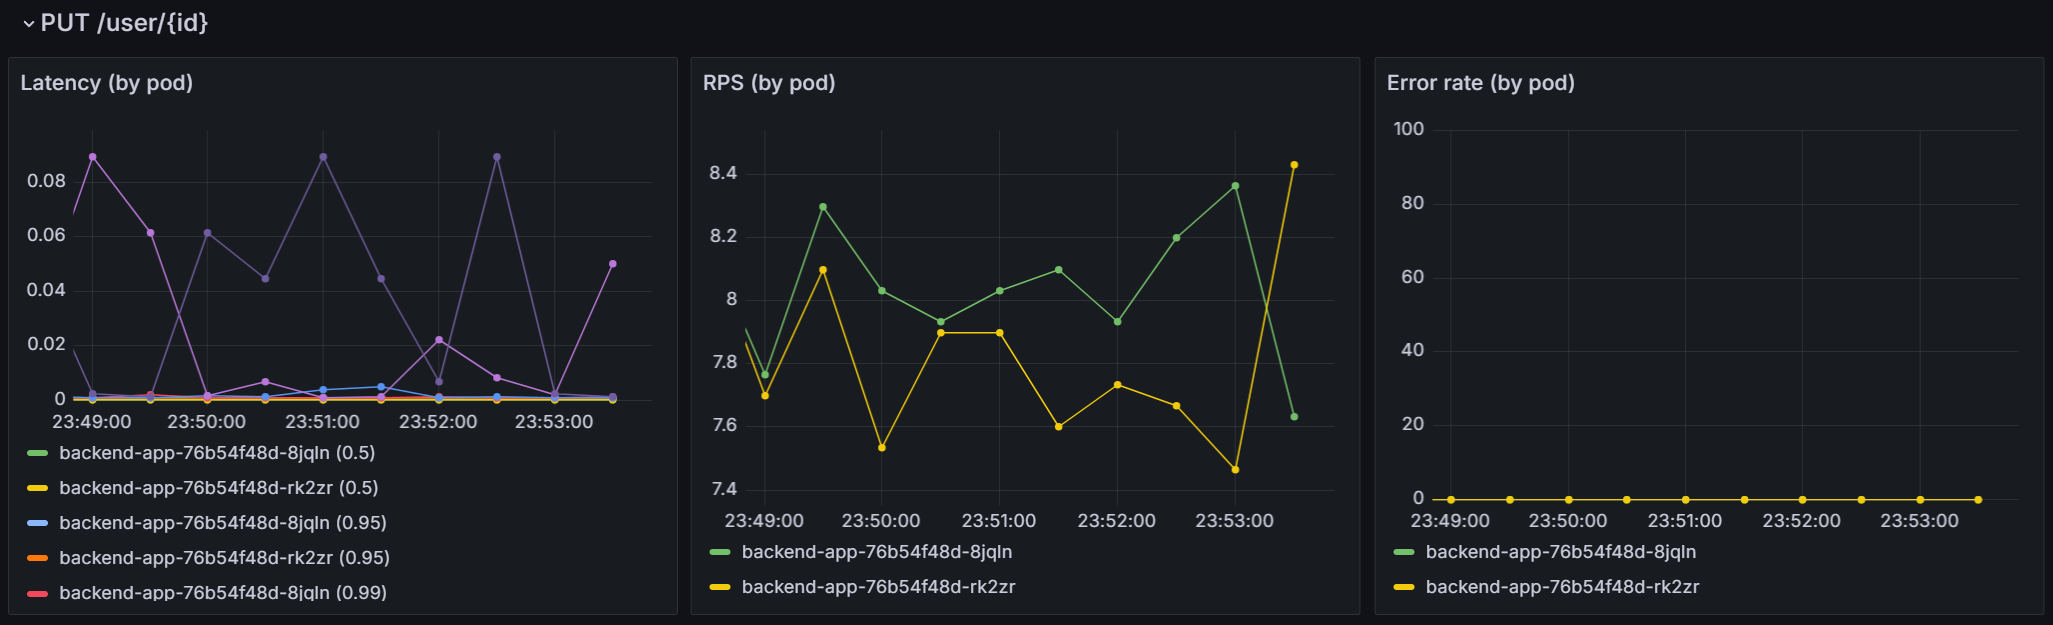 PUT /user/{id}
Latency (by pod)
0.08
0.06
0.04
0.02
0
23:49:00 23:50:00 23:51:00 23:52:00 23:53:00
backend-app-76b54f48d-8jqln (0.5)
backend-app-76b54f48d-rk2zr (0.5)
backend-app-76b54f48d-8jqln (0.95)
backend-app-76b54f48d-rk2zr (0.95)
backend-app-76b54f48d-8jqln (0.99)
RPS (by pod)
8.4
8.2
8
7.8
7.6
7.4
23:49:00 23:50:00 23:51:00 23:52:00 23:53:00
backend-app-76b54f48d-8jqln
backend-app-76b54f48d-rk2zr
Error rate (by pod)
100
80
60
40
20
0
23:49:00 23:50:00 23:51:00 23:52:00 23:53:00
backend-app-76b54f48d-8jqln
backend-app-76b54f48d-rk2zr